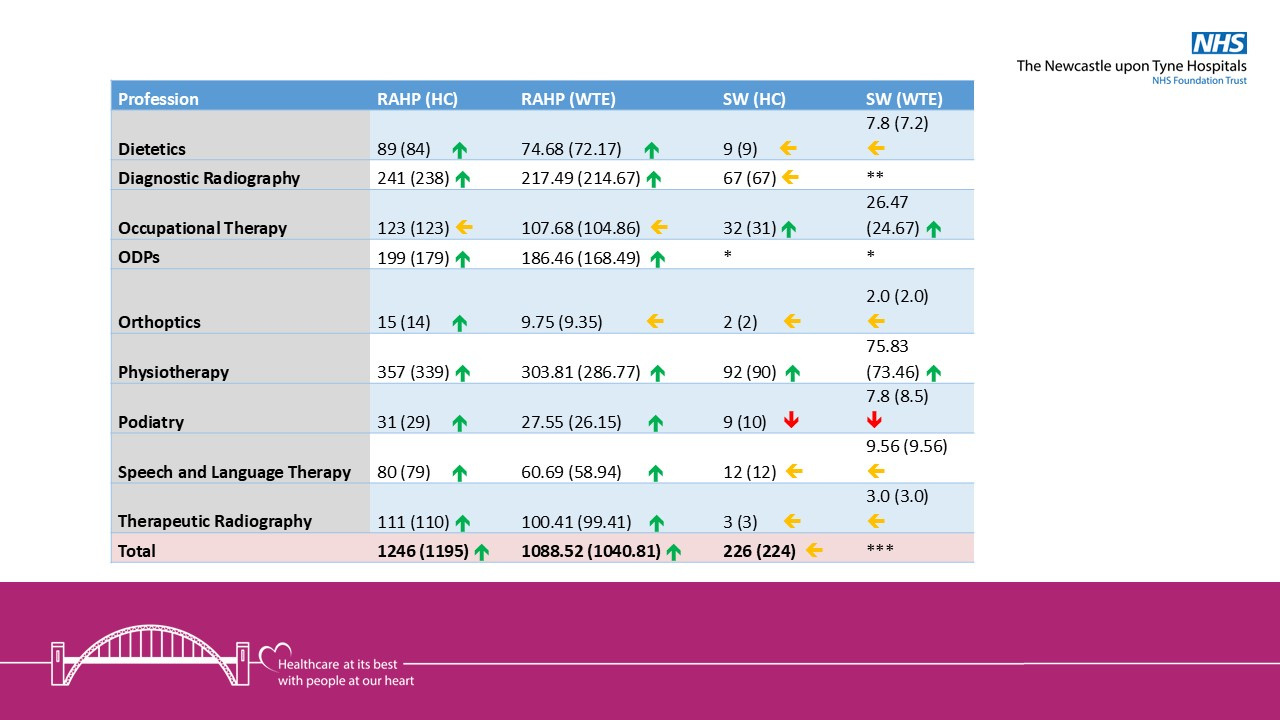 NHS
The Newcastle upon Tyne Hospitals
NHS Foundation Trust
Profession RAHP (HC) RAHP (WTE) SW (HC) SW (WTE)
Dietetics 89 (84) 74.68 (72.17) 9 (9) 7.8 (7.2)
Diagnostic Radiography 241 (238) 217.49 (214.67) 67 (67) **
Occupational Therapy 123 (123) 107.68 (104.86) 32 (31) 26.47
(24.67)
ODPs 199 (179) 186.46 (168.49) * *
Orthoptics 15 (14) 9.75 (9.35) 2 (2) 2.0 (2.0)
Physiotherapy 357 (339) 303.81 (286.77) 92 (90) 75.83
(73.46)
Podiatry 31 (29) 27.55 (26.15) 9 (10) 7.8 (8.5)
Speech and Language Therapy 80 (79) 60.69 (58.94) 12 (12) 9.56 (9.56)
Therapeutic Radiography 111 (110) 100.41 (99.41) 3 (3) 3.0 (3.0)
Total 1246 (1195) 1088.52 (1040.81) 226 (224) ***
Healthcare at its best
with people at our heart